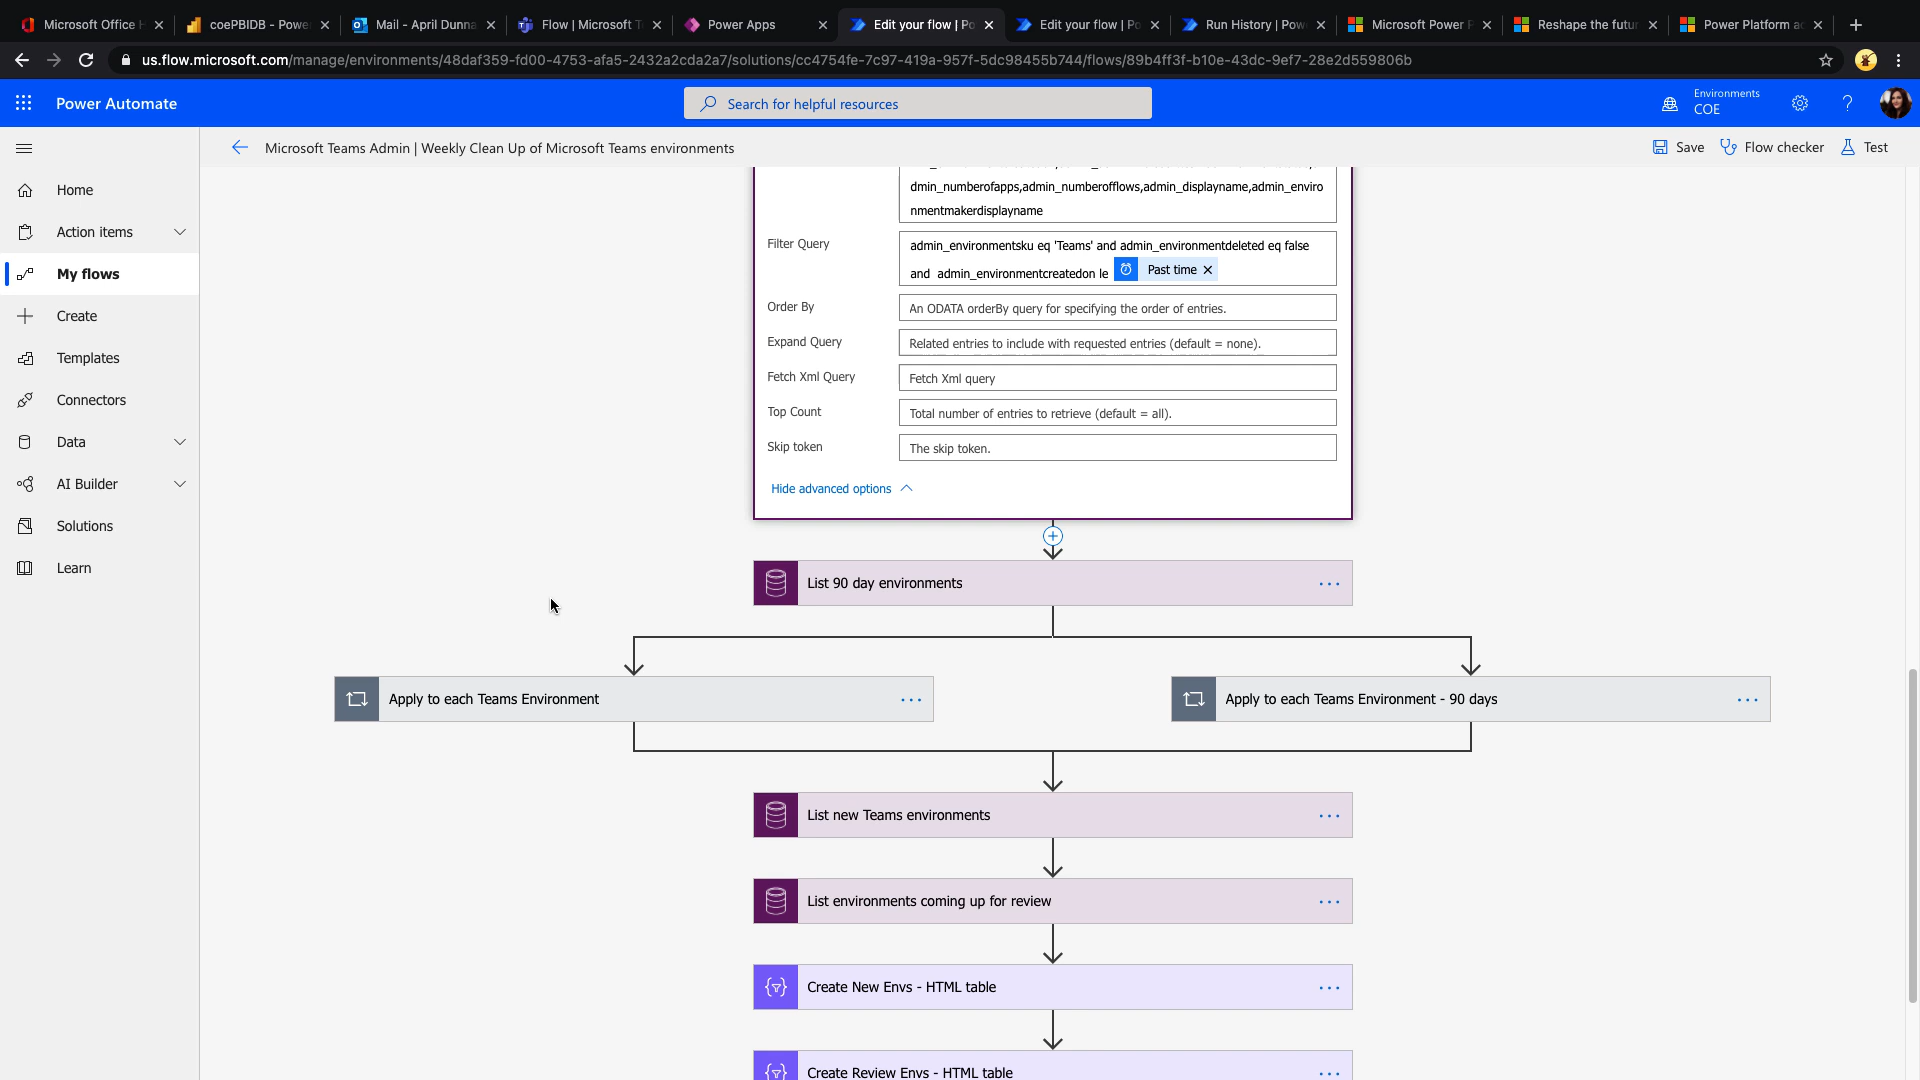 Microsoft Office H
coePBIDB - Powe
Mail - April Dunna
Flow | Microsoft T
Power Apps
Edit your flow | Po
Edit your flow | Po
Run History | Pow
Microsoft Power P
Reshape the futu
Power Platform a
us.flow.microsoft.com/manage/environments/48daf359-fd00-4753-afa5-2432a2cda2a7/solutions/cc4754fe-7c97-419a-957f-5dc98455b744/flows/89b4ff3f-b10e-43dc-9ef7-28e2d559806b
Power Automate
Search for helpful resources
Environments
COE
Microsoft Teams Admin | Weekly Clean Up of Microsoft Teams environments
Save
Flow checker
Test
Home
Action items
My flows
Create
Templates
Connectors
Data
AI Builder
Solutions
Learn
dmin_numberofapps,admin_numberofflows,admin_displayname,admin_enviro
nmentmakerdisplayname
Filter Query
admin_environmentsku eq 'Teams' and admin_environmentdeleted eq false
and admin_environmentcreatedon le Past time
Order By
An ODATA orderBy query for specifying the order of entries.
Expand Query
Related entries to include with requested entries (default = none).
Fetch Xml Query
Fetch Xml query
Top Count
Total number of entries to retrieve (default = all).
Skip token
The skip token.
Hide advanced options
List 90 day environments
Apply to each Teams Environment
Apply to each Teams Environment - 90 days
List new Teams environments
List environments coming up for review
Create New Envs - HTML table
Create Review Envs - HTML table